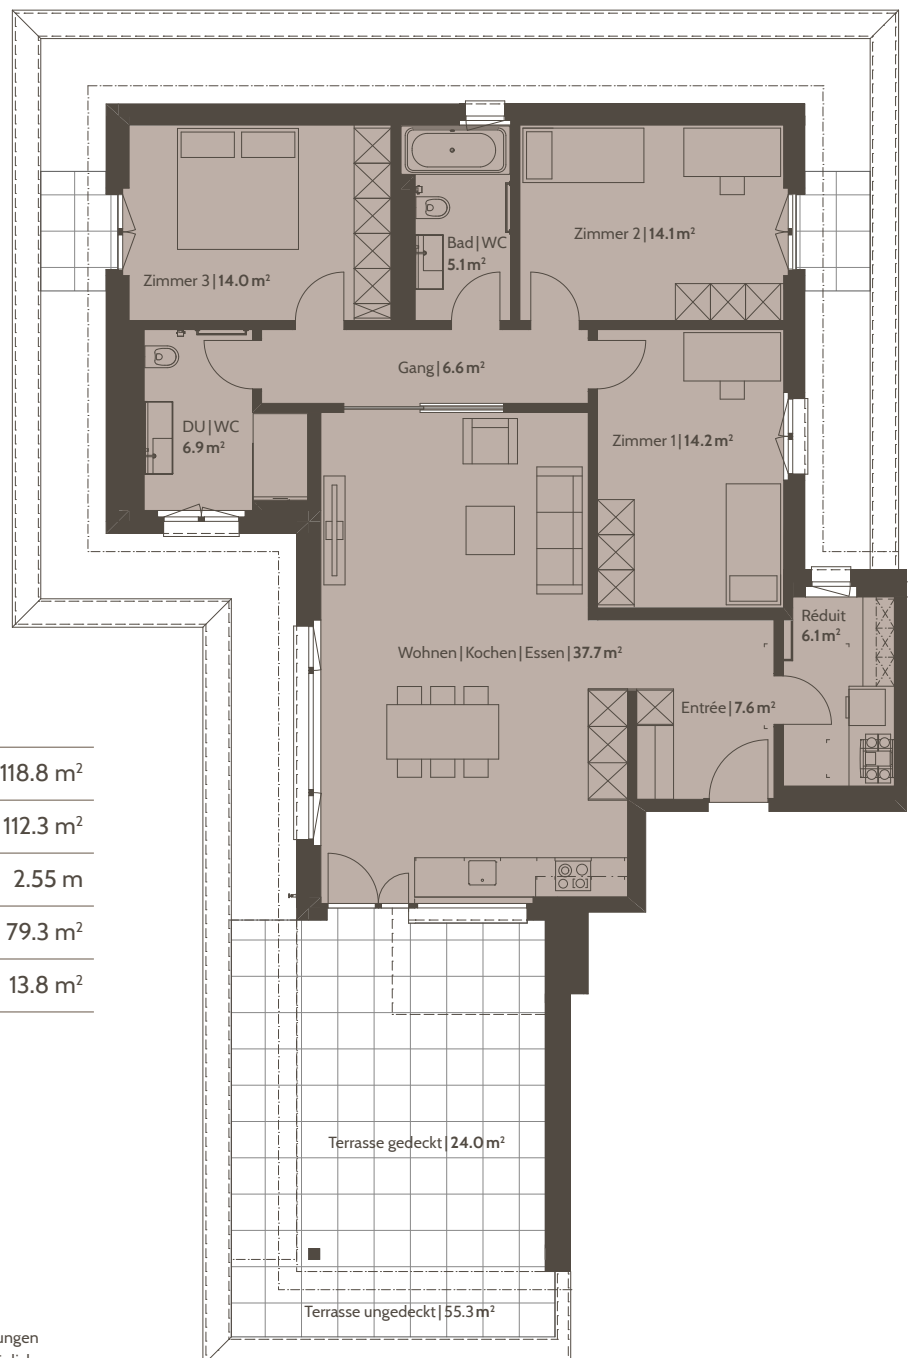 Zimmer 2 | 14.1 m²
Bad | WC
5.1 m²
Zimmer 3 | 14.0 m²
Gang | 6.6 m²
DU | WC
6.9 m²
Zimmer 1 | 14.2 m²
Réduit
6.1 m²
Wohnen | Kochen | Essen | 37.7 m²
Entrée | 7.6 m²
118.8 m²
112.3 m²
2.55 m
79.3 m²
13.8 m²
Terrasse gedeckt | 24.0 m²
Terrasse ungedeckt | 55.3 m²
ungen